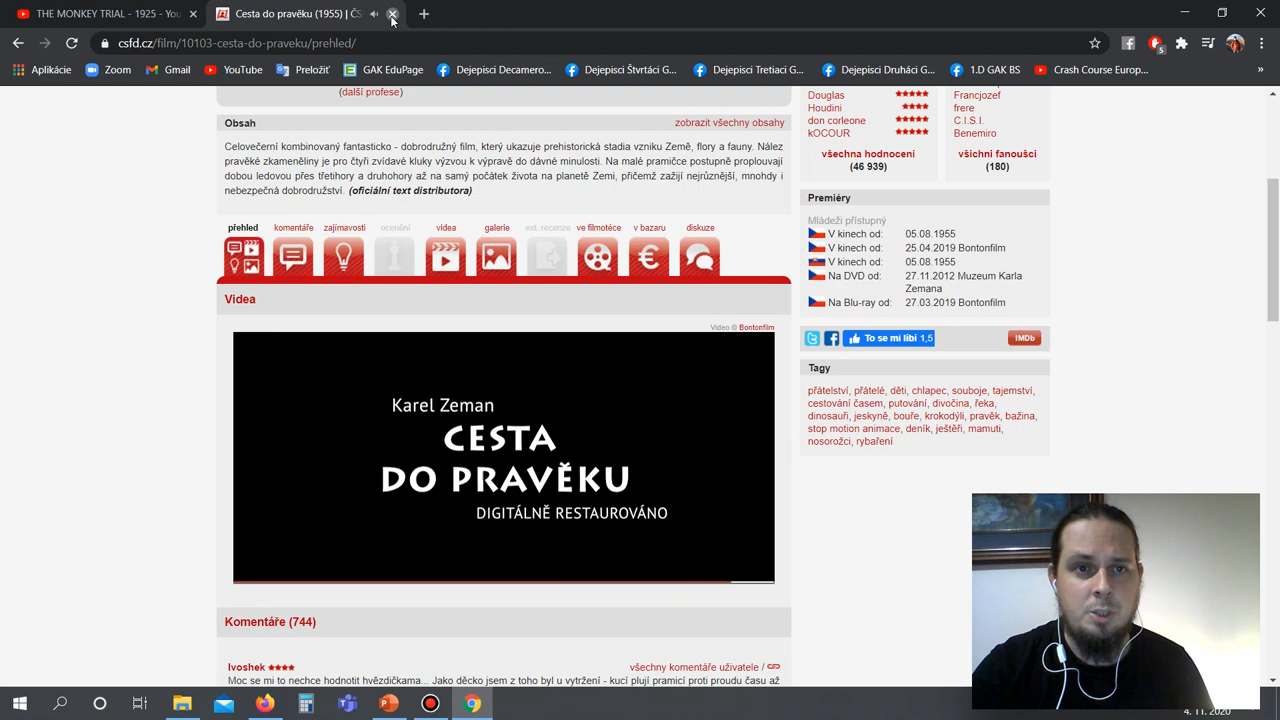 THE MONKEY TRIAL - 1925 - You
Cesta do pravěku (1955) | ČS
csfd.cz/film/10103-cesta-do-praveku/prehled/
5
Aplikácie
Zoom
Gmail
YouTube
Preložiť
GAK EduPage
Dejepisci Decamero...
Dejepisci Štvrtáci G...
Dejepisci Tretiaci G...
Dejepisci Druháci G...
1.D GAK BS
Crash Course Europ...
»
(další profese)
Obsah
zobrazit všechny obsahy
Celovečerní kombinovaný fantasticko - dobrodružný film, který ukazuje prehistorická stadia vzniku Země, flory a fauny. Nález
pravěké zkameněliny je pro čtyři zvídavé kluky výzvou k výpravě do dávné minulosti. Na malé pramičce postupně proplouvají
dobou ledovou přes třetihory a druhohory až na samý počátek života na planetě Zemi, přičemž zažijí nejrůznější, mnohdy i
nebezpečná dobrodružství. (oficiální text distributora)
přehled
komentáře
zajímavosti
ocenění
videa
galerie
ext. recenze
ve filmotéce
v bazaru
diskuze
Videa
Video © Bontonfilm
Karel Zeman
CESTA
DO PRAVĚKU
DIGITÁLNĚ RESTAUROVÁNO
Komentáře (744)
Ivoshek ★★★★
všechny komentáře uživatele /
Moc se mi to nechce hodnotit hvězdičkama... Jako děcko jsem z toho byl u vytržení - kucí plují pramicí proti proudu času až
Douglas ★★★★★
Houdini ★★★★
don corleone ★★★★★
kOCOUR ★★★★★
všechna hodnocení
(46 939)
Francjozef
frere
C.I.S.I.
Benemiro
všichni fanoušci
(180)
Premiéry
Mládeži přístupný
V kinech od: 05.08.1955
V kinech od: 25.04.2019 Bontonfilm
V kinech od: 05.08.1955
Na DVD od: 27.11.2012 Muzeum Karla
Zemana
Na Blu-ray od: 27.03.2019 Bontonfilm
To se mi líbí 1,5
IMDb
Tagy
přátelství, přátelé, děti, chlapec, souboje, tajemství,
cestování časem, putování, divočina, řeka,
dinosauři, jeskyně, bouře, krokodýli, pravěk, bažina,
stop motion animace, deník, ještěři, mamuti,
nosorožci, rybaření
4. 11. 2020